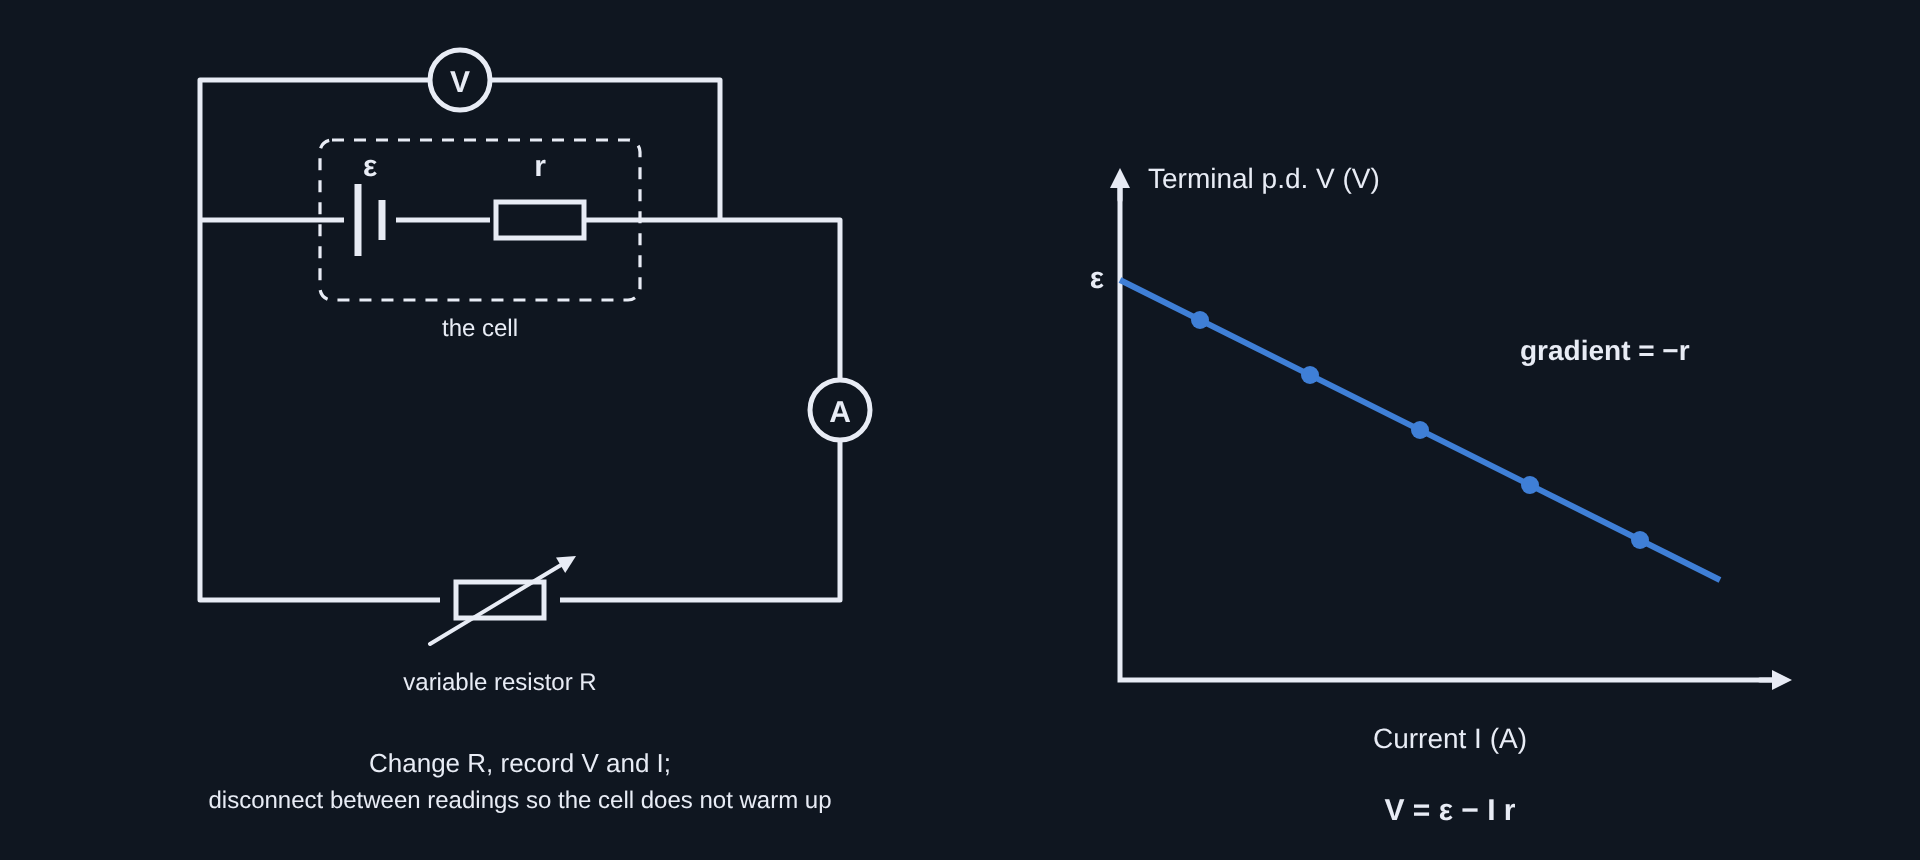 V
ε
r
the cell
A
variable resistor R
Change R, record V and I;
disconnect between readings so the cell does not warm up
Terminal p.d. V (V)
ε
gradient = −r
Current I (A)
V = ε − I r